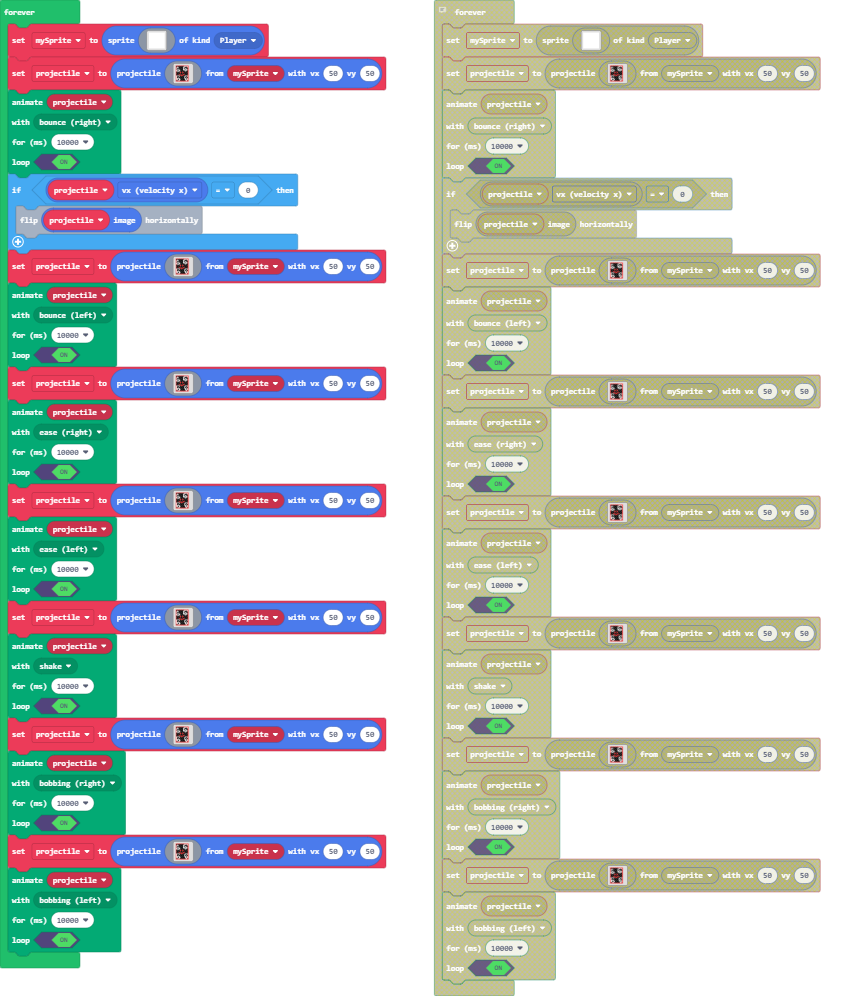 forever
set mySprite to sprite of kind Player
set projectile to projectile from mySprite with vx 50 vy 50
animate projectile
with bounce (right)
for (ms) 10000
loop ON
if projectile vx (velocity x) = 0 then
flip projectile image horizontally
set projectile to projectile from mySprite with vx 50 vy 50
animate projectile
with bounce (left)
for (ms) 10000
loop ON
set projectile to projectile from mySprite with vx 50 vy 50
animate projectile
with ease (right)
for (ms) 10000
loop ON
set projectile to projectile from mySprite with vx 50 vy 50
animate projectile
with ease (left)
for (ms) 10000
loop ON
set projectile to projectile from mySprite with vx 50 vy 50
animate projectile
with shake
for (ms) 10000
loop ON
set projectile to projectile from mySprite with vx 50 vy 50
animate projectile
with bobbing (right)
for (ms) 10000
loop ON
set projectile to projectile from mySprite with vx 50 vy 50
animate projectile
with bobbing (left)
for (ms) 10000
loop ON
forever
set mySprite to sprite of kind Player
set projectile to projectile from mySprite with vx 50 vy 50
animate projectile
with bounce (right)
for (ms) 10000
loop ON
if projectile vx (velocity x) = 0 then
flip projectile image horizontally
set projectile to projectile from mySprite with vx 50 vy 50
animate projectile
with bounce (left)
for (ms) 10000
loop ON
set projectile to projectile from mySprite with vx 50 vy 50
animate projectile
with ease (right)
for (ms) 10000
loop ON
set projectile to projectile from mySprite with vx 50 vy 50
animate projectile
with ease (left)
for (ms) 10000
loop ON
set projectile to projectile from mySprite with vx 50 vy 50
animate projectile
with shake
for (ms) 10000
loop ON
set projectile to projectile from mySprite with vx 50 vy 50
animate projectile
with bobbing (right)
for (ms) 10000
loop ON
set projectile to projectile from mySprite with vx 50 vy 50
animate projectile
with bobbing (left)
for (ms) 10000
loop ON